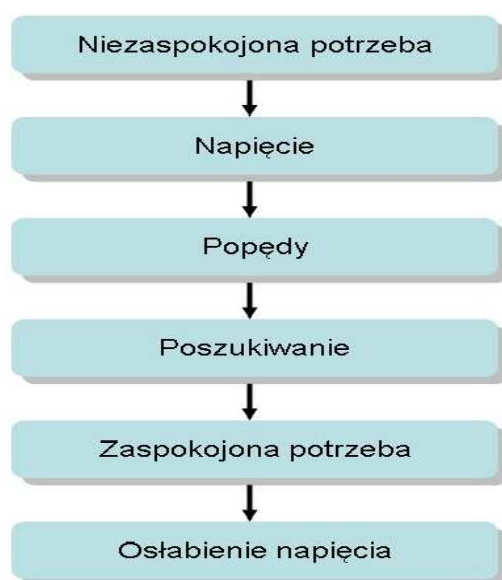 Niezaspokojona potrzeba
Napięcie
Popędy
Poszukiwanie
Zaspokojona potrzeba
Osłabienie napięcia